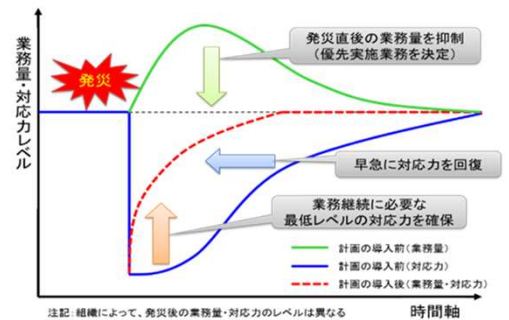 業務量・対応力レベル
発災
発災直後の業務量を抑制
(優先実施業務を決定)
早急に対応力を回復
業務継続に必要な
最低レベルの対応力を確保
計画の導入前(業務量)
計画の導入前(対応力)
計画の導入後(業務量・対応力)
注記：組織によって、発災後の業務量・対応力のレベルは異なる
時間軸